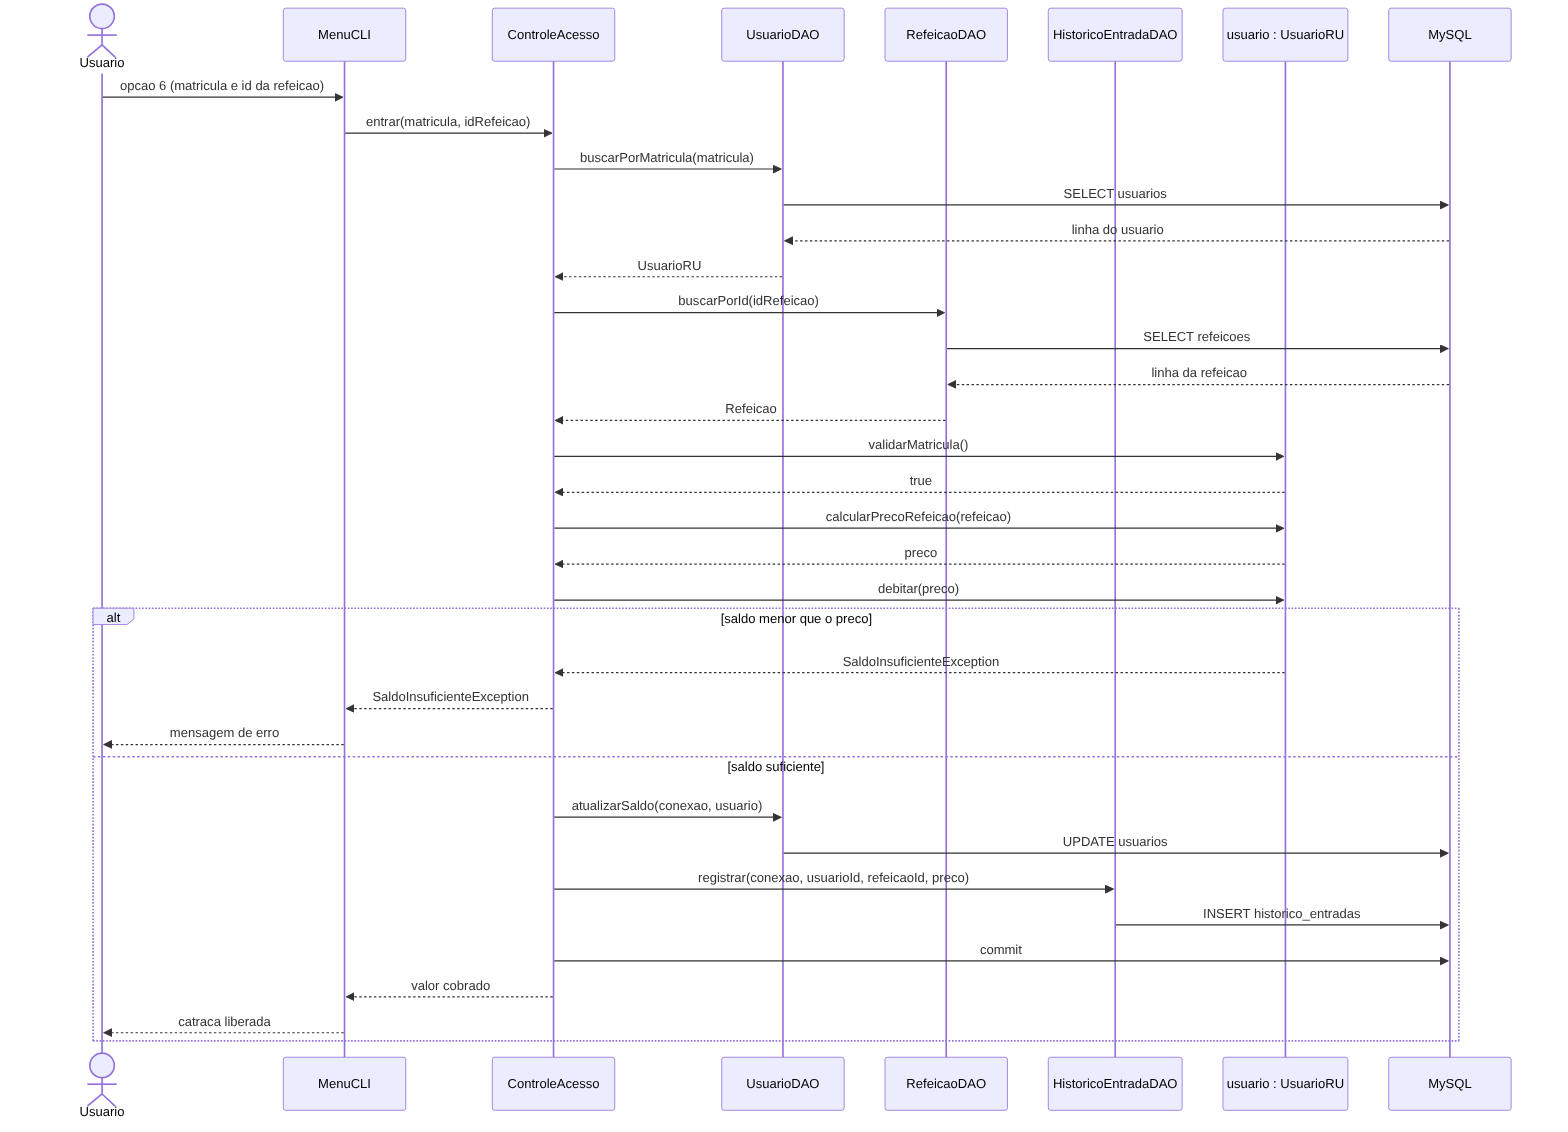 Usuario
MenuCLI
ControleAcesso
UsuarioDAO
RefeicaoDAO
HistoricoEntradaDAO
usuario : UsuarioRU
MySQL
opcao 6 (matricula e id da refeicao)
entrar(matricula, idRefeicao)
buscarPorMatricula(matricula)
SELECT usuarios
linha do usuario
UsuarioRU
buscarPorId(idRefeicao)
SELECT refeicoes
linha da refeicao
Refeicao
validarMatricula()
true
calcularPrecoRefeicao(refeicao)
preco
debitar(preco)
alt
[saldo menor que o preco]
SaldoInsuficienteException
SaldoInsuficienteException
mensagem de erro
[saldo suficiente]
atualizarSaldo(conexao, usuario)
UPDATE usuarios
registrar(conexao, usuarioId, refeicaoId, preco)
INSERT historico_entradas
commit
valor cobrado
catraca liberada
Usuario
MenuCLI
ControleAcesso
UsuarioDAO
RefeicaoDAO
HistoricoEntradaDAO
usuario : UsuarioRU
MySQL